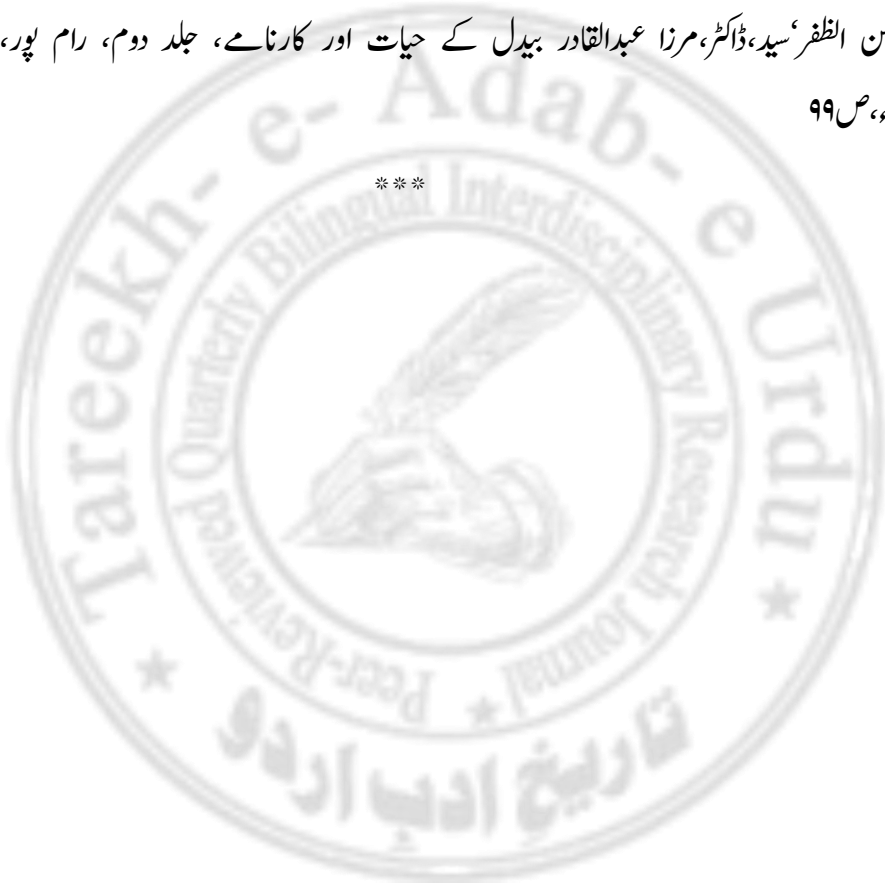 ن الظفر‘سید،ڈاکٹر،مرزا عبدالقادر بیدل کے حیات اور کارنامے، جلد دوم، رام پور،
ء،ص۹۹
***
Tareekh- e- Adab- e Urdu
Peer-Reviewed Quarterly Bilingual Interdisciplinary Research Journal
تاریخِ ادب اردو